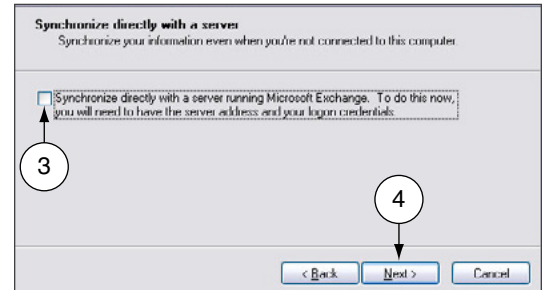 Synchronize directly with a server
Synchronize your information even when you're not connected to this computer.
Synchronize directly with a server running Microsoft Exchange. To do this now,
you will need to have the server address and your logon credentials.
3
4
< Back Next > Cancel